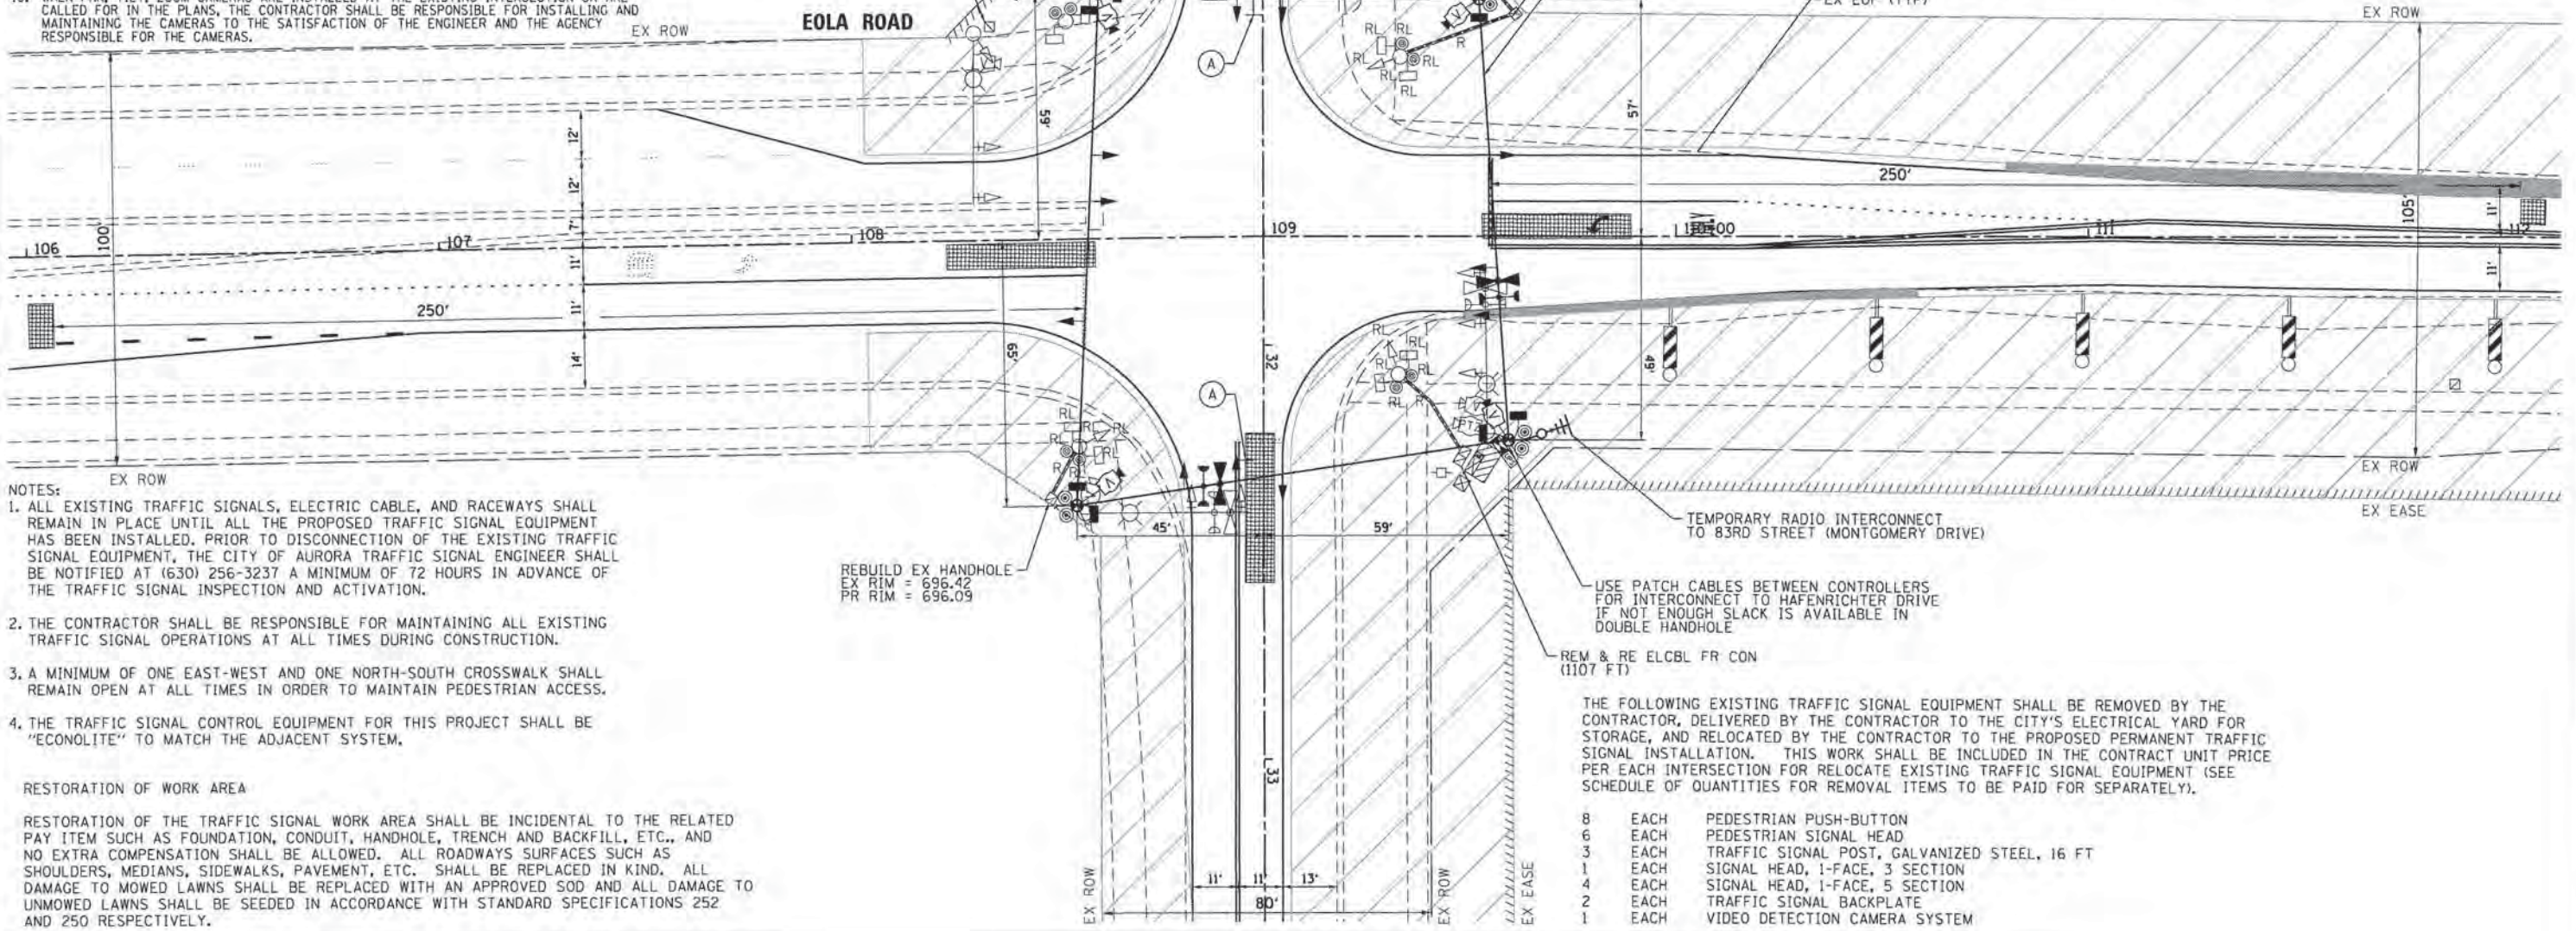 CALLED FOR IN THE PLANS, THE CONTRACTOR SHALL BE RESPONSIBLE FOR INSTALLING AND
MAINTAINING THE CAMERAS TO THE SATISFACTION OF THE ENGINEER AND THE AGENCY
RESPONSIBLE FOR THE CAMERAS.
EX ROW
EOLA ROAD
EX ROW
A
RL RL
RL RL
RL
RL
R
59'
57'
12'
12'
7'
11'
11'
14'
100'
106
107
108
109
111
112
250'
250'
105'
11'
11'
65'
49'
32
A
RL
RL
RL
RL
R
RL
RL
RL
RL
R
V
V
45'
59'
EX ROW
EX ROW
EX EASE
NOTES:
1. ALL EXISTING TRAFFIC SIGNALS, ELECTRIC CABLE, AND RACEWAYS SHALL
REMAIN IN PLACE UNTIL ALL THE PROPOSED TRAFFIC SIGNAL EQUIPMENT
HAS BEEN INSTALLED. PRIOR TO DISCONNECTION OF THE EXISTING TRAFFIC
SIGNAL EQUIPMENT, THE CITY OF AURORA TRAFFIC SIGNAL ENGINEER SHALL
BE NOTIFIED AT (630) 256-3237 A MINIMUM OF 72 HOURS IN ADVANCE OF
THE TRAFFIC SIGNAL INSPECTION AND ACTIVATION.
2. THE CONTRACTOR SHALL BE RESPONSIBLE FOR MAINTAINING ALL EXISTING
TRAFFIC SIGNAL OPERATIONS AT ALL TIMES DURING CONSTRUCTION.
3. A MINIMUM OF ONE EAST-WEST AND ONE NORTH-SOUTH CROSSWALK SHALL
REMAIN OPEN AT ALL TIMES IN ORDER TO MAINTAIN PEDESTRIAN ACCESS.
4. THE TRAFFIC SIGNAL CONTROL EQUIPMENT FOR THIS PROJECT SHALL BE
"ECONOLITE" TO MATCH THE ADJACENT SYSTEM.
RESTORATION OF WORK AREA
RESTORATION OF THE TRAFFIC SIGNAL WORK AREA SHALL BE INCIDENTAL TO THE RELATED
PAY ITEM SUCH AS FOUNDATION, CONDUIT, HANDHOLE, TRENCH AND BACKFILL, ETC., AND
NO EXTRA COMPENSATION SHALL BE ALLOWED. ALL ROADWAYS SURFACES SUCH AS
SHOULDERS, MEDIANS, SIDEWALKS, PAVEMENT, ETC. SHALL BE REPLACED IN KIND. ALL
DAMAGE TO MOWED LAWNS SHALL BE REPLACED WITH AN APPROVED SOD AND ALL DAMAGE TO
UNMOWED LAWNS SHALL BE SEEDED IN ACCORDANCE WITH STANDARD SPECIFICATIONS 252
AND 250 RESPECTIVELY.
REBUILD EX HANDHOLE
EX RIM = 696.42
PR RIM = 696.09
TEMPORARY RADIO INTERCONNECT
TO 83RD STREET (MONTGOMERY DRIVE)
USE PATCH CABLES BETWEEN CONTROLLERS
FOR INTERCONNECT TO HAFENRICHTER DRIVE
IF NOT ENOUGH SLACK IS AVAILABLE IN
DOUBLE HANDHOLE
REM & RE ELCBL FR CON
(1107 FT)
33
11'
11'
13'
80'
EX ROW
EX ROW
EX EASE
THE FOLLOWING EXISTING TRAFFIC SIGNAL EQUIPMENT SHALL BE REMOVED BY THE
CONTRACTOR, DELIVERED BY THE CONTRACTOR TO THE CITY'S ELECTRICAL YARD FOR
STORAGE, AND RELOCATED BY THE CONTRACTOR TO THE PROPOSED PERMANENT TRAFFIC
SIGNAL INSTALLATION. THIS WORK SHALL BE INCLUDED IN THE CONTRACT UNIT PRICE
PER EACH INTERSECTION FOR RELOCATE EXISTING TRAFFIC SIGNAL EQUIPMENT (SEE
SCHEDULE OF QUANTITIES FOR REMOVAL ITEMS TO BE PAID FOR SEPARATELY).
8 EACH PEDESTRIAN PUSH-BUTTON
6 EACH PEDESTRIAN SIGNAL HEAD
3 EACH TRAFFIC SIGNAL POST, GALVANIZED STEEL, 16 FT
1 EACH SIGNAL HEAD, 1-FACE, 3 SECTION
4 EACH SIGNAL HEAD, 1-FACE, 5 SECTION
2 EACH TRAFFIC SIGNAL BACKPLATE
1 EACH VIDEO DETECTION CAMERA SYSTEM